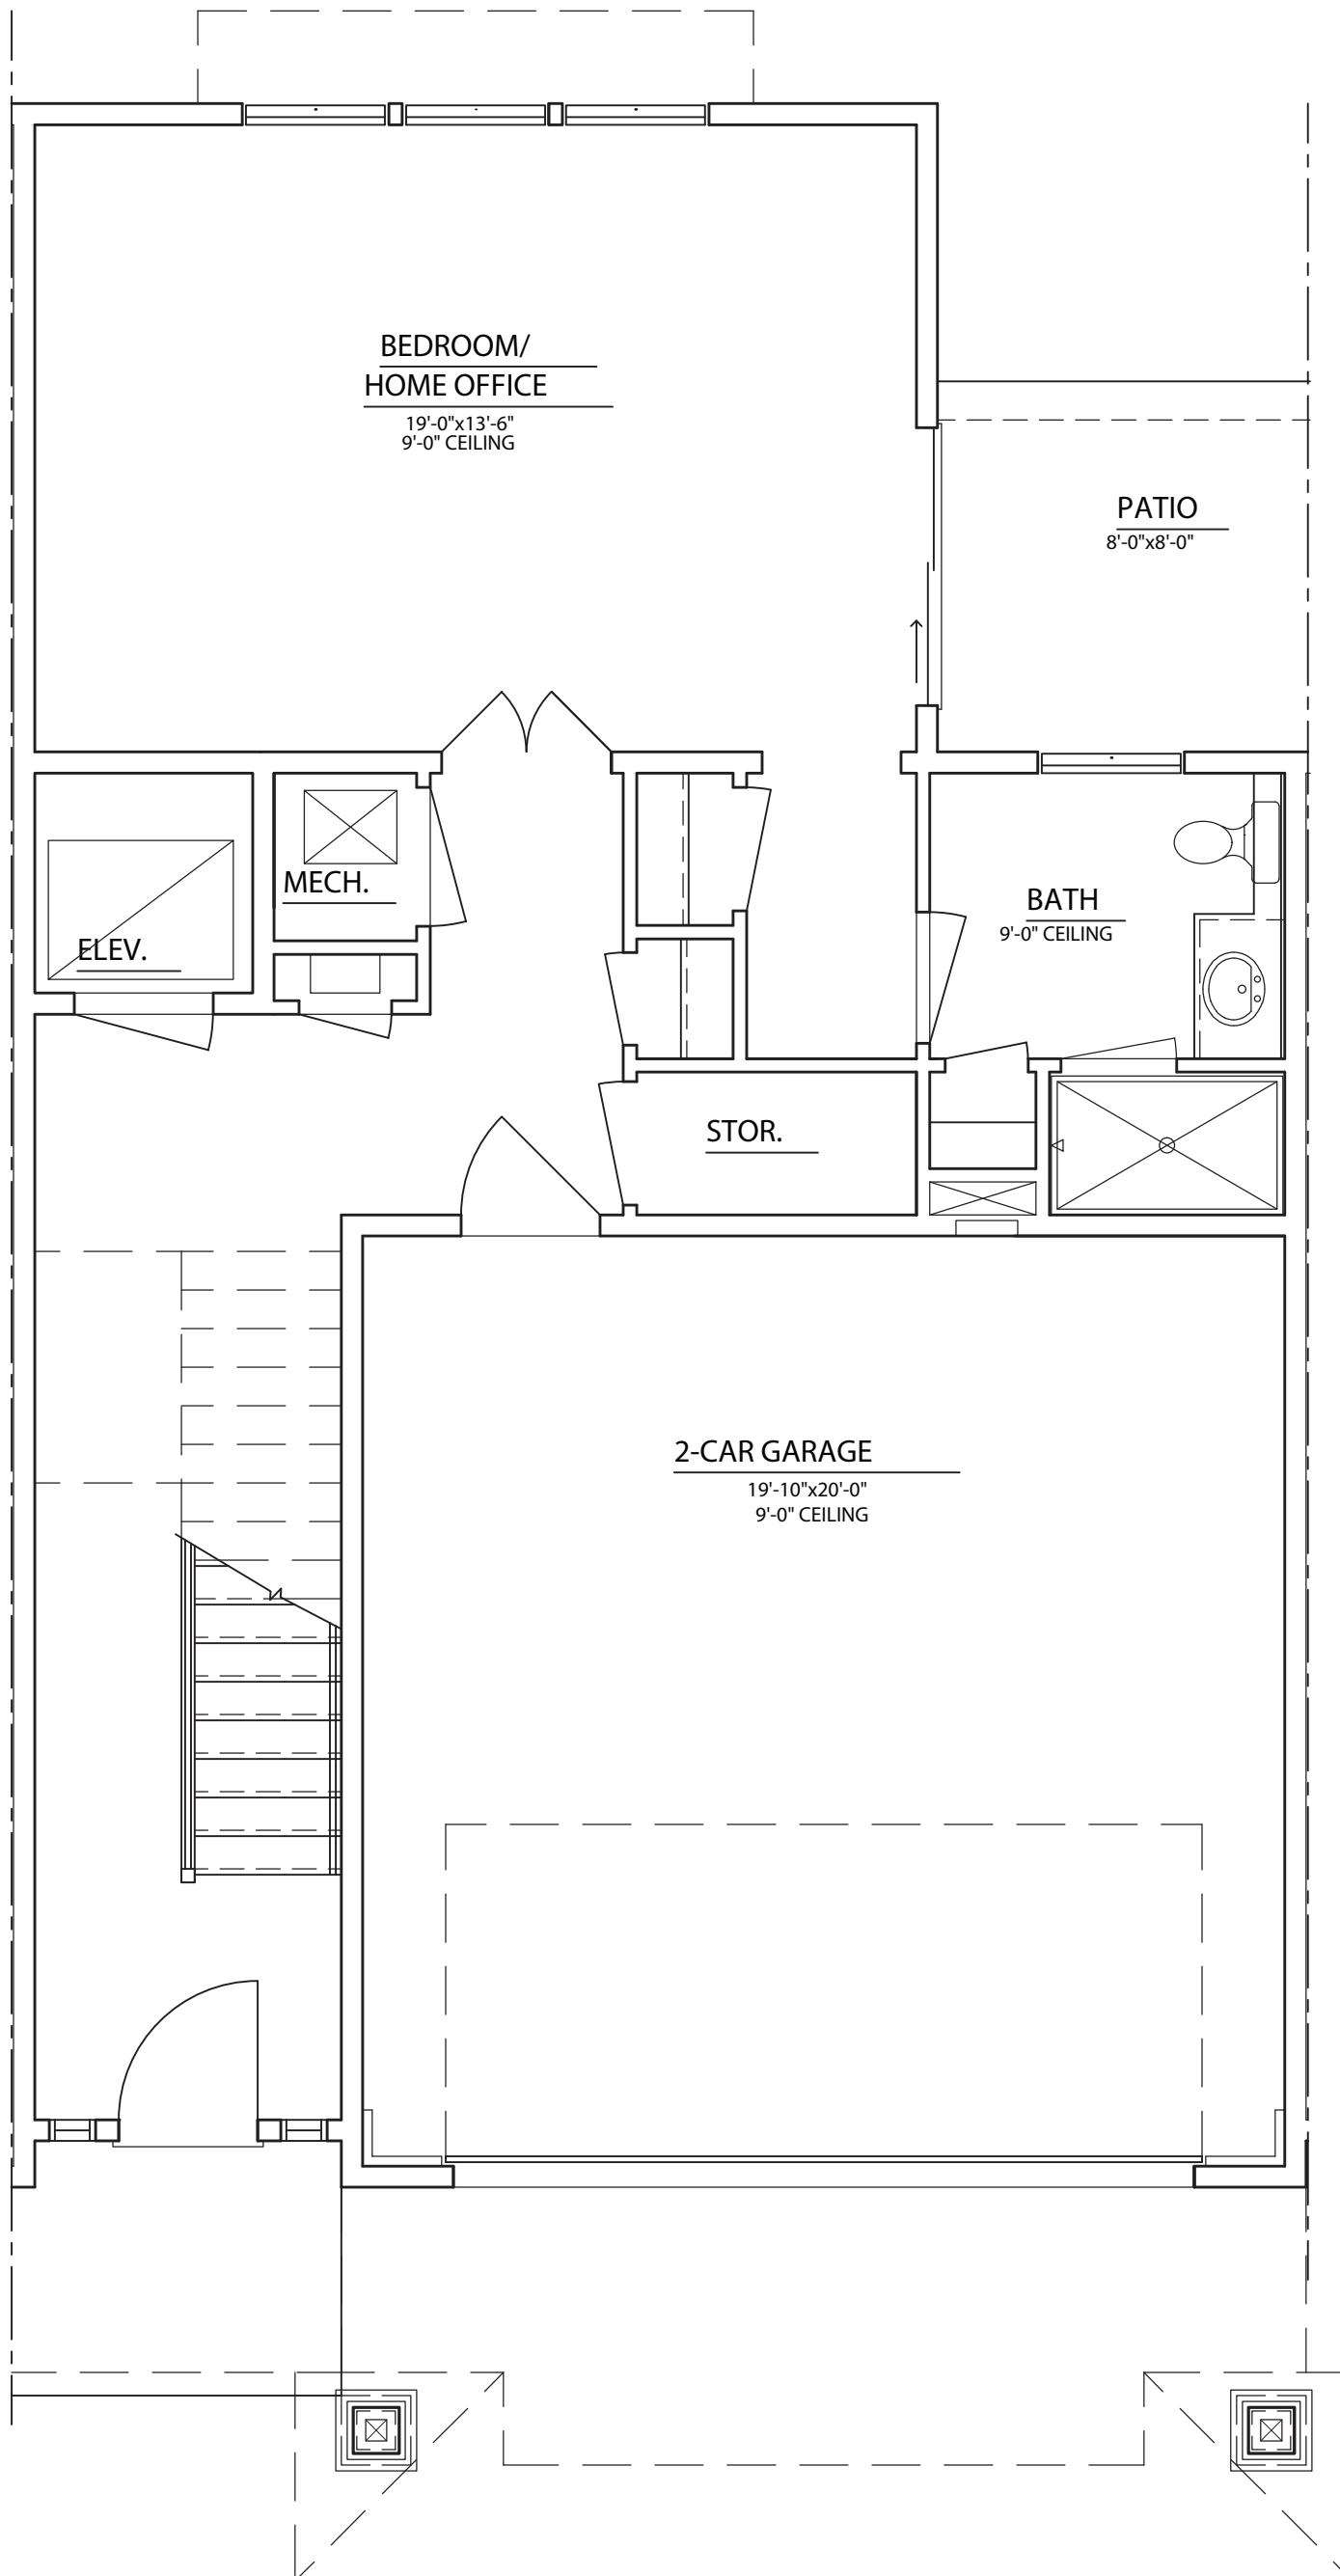 BEDROOM/
HOME OFFICE
19'-0"x13'-6"
9'-0" CEILING
PATIO
8'-0"x8'-0"
MECH.
ELEV.
BATH
9'-0" CEILING
STOR.
2-CAR GARAGE
19'-10"x20'-0"
9'-0" CEILING